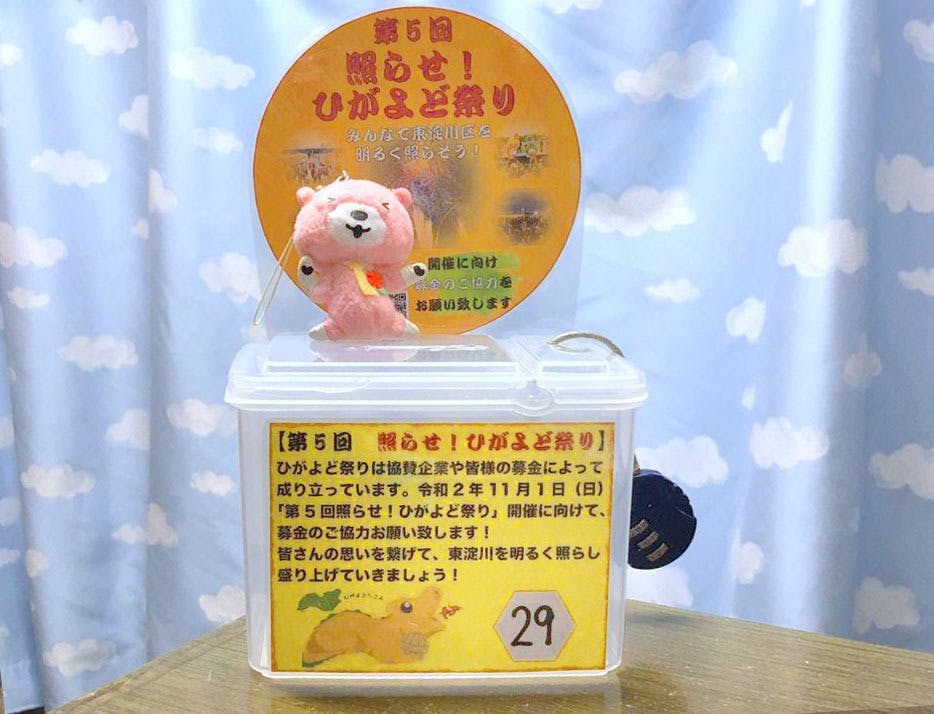 第5回
照らせ！
ひがよど祭り
みんなで東淀川区を
明るく照らそう！
開催に向け
募金のご協力を
お願い致します
【第5回　照らせ！ひがよど祭り】
ひがよど祭りは協賛企業や皆様の募金によって
成り立っています。令和2年11月1日（日）
「第5回照らせ！ひがよど祭り」開催に向けて、
募金のご協力お願い致します！
皆さんの思いを繋げて、東淀川を明るく照らし
盛り上げていきましょう！
29